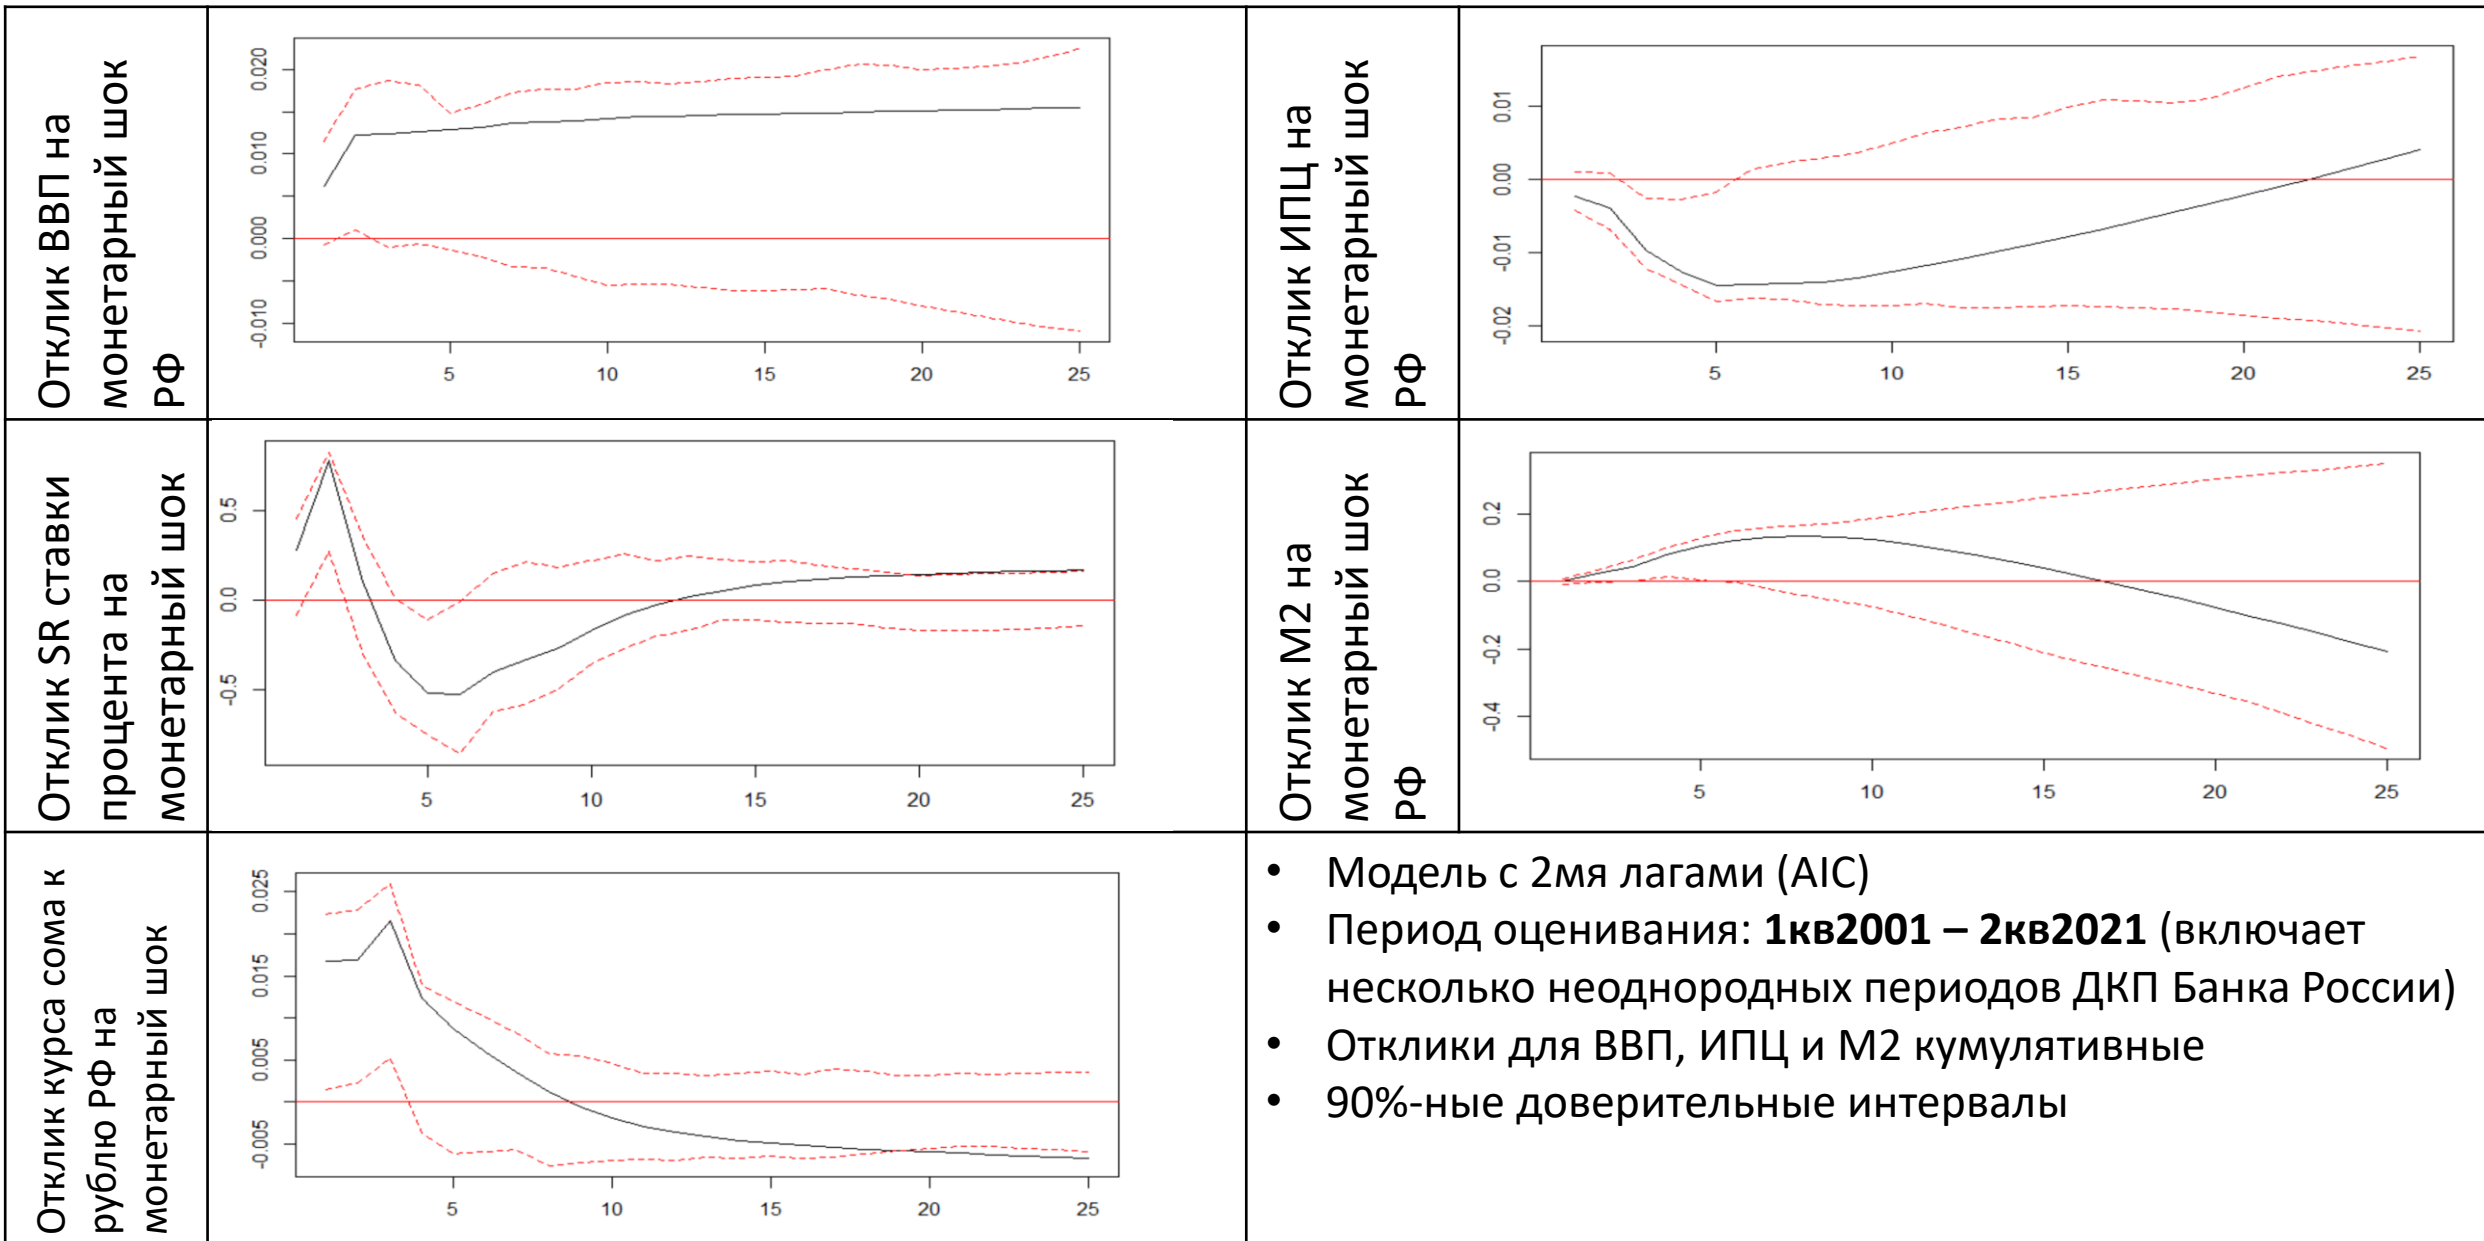 Отклик ВВП на
монетарный шок
РФ
0.020
0.010
0.000
-0.010
5 10 15 20 25
Отклик ИПЦ на
монетарный шок
РФ
0.01
0.00
-0.01
-0.02
5 10 15 20 25
Отклик SR ставки
процента на
монетарный шок
0.5
0.0
-0.5
5 10 15 20 25
Отклик М2 на
монетарный шок
РФ
0.2
0.0
-0.2
-0.4
5 10 15 20 25
Отклик курса сома к
рублю РФ на
монетарный шок
0.025
0.015
0.005
-0.005
5 10 15 20 25
• Модель с 2мя лагами (AIC)
• Период оценивания: 1кв2001 – 2кв2021 (включает
несколько неоднородных периодов ДКП Банка России)
• Отклики для ВВП, ИПЦ и М2 кумулятивные
• 90%-ные доверительные интервалы